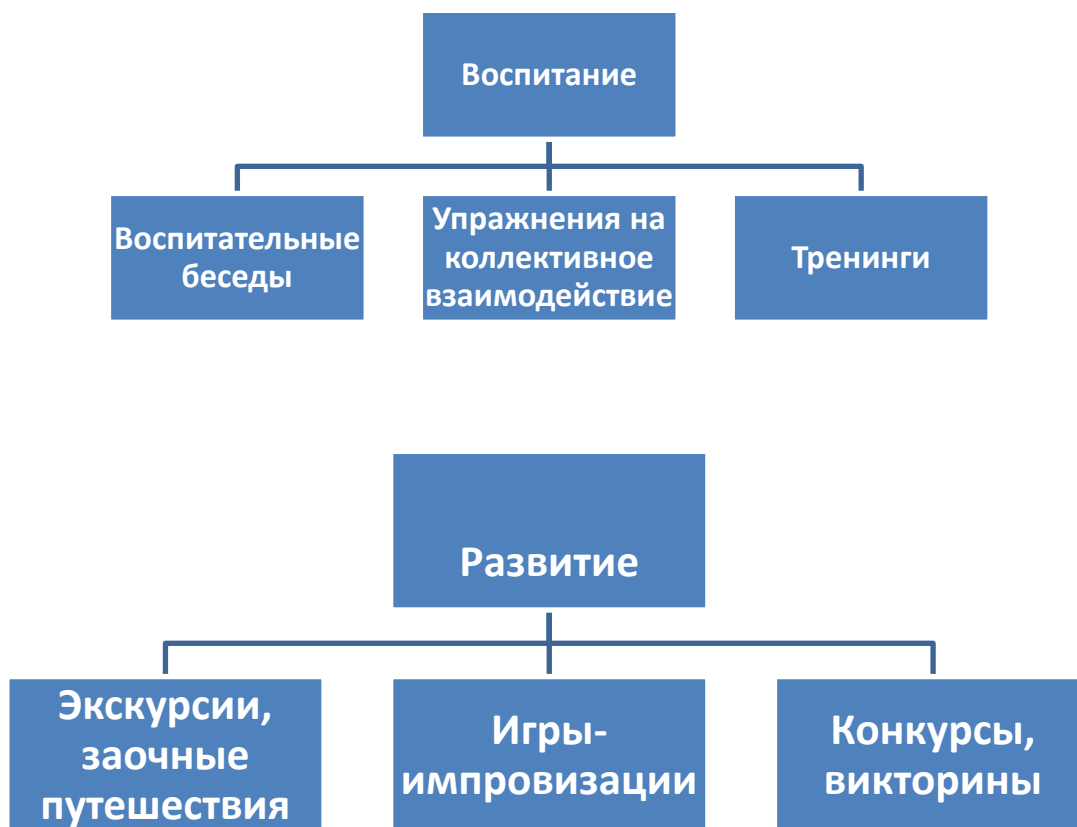 Воспитание
Воспитательные
беседы
Упражнения на
коллективное
взаимодействие
Тренинги
Развитие
Экскурсии,
заочные
путешествия
Игры-
импровизации
Конкурсы,
викторины